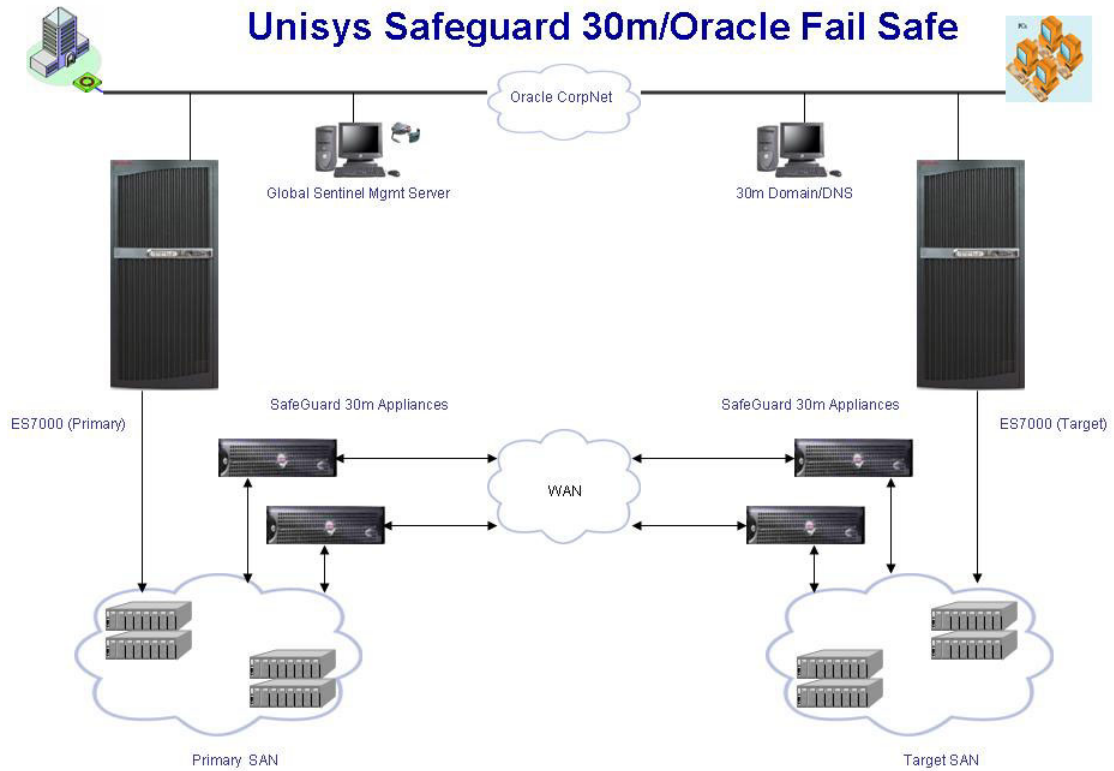 Unisys Safeguard 30m/Oracle Fail Safe
PCs
Oracle CorpNet
Global Sentinel Mgmt Server
30m Domain/DNS
SafeGuard 30m Appliances
SafeGuard 30m Appliances
ES7000 (Primary)
ES7000 (Target)
WAN
Primary SAN
Target SAN